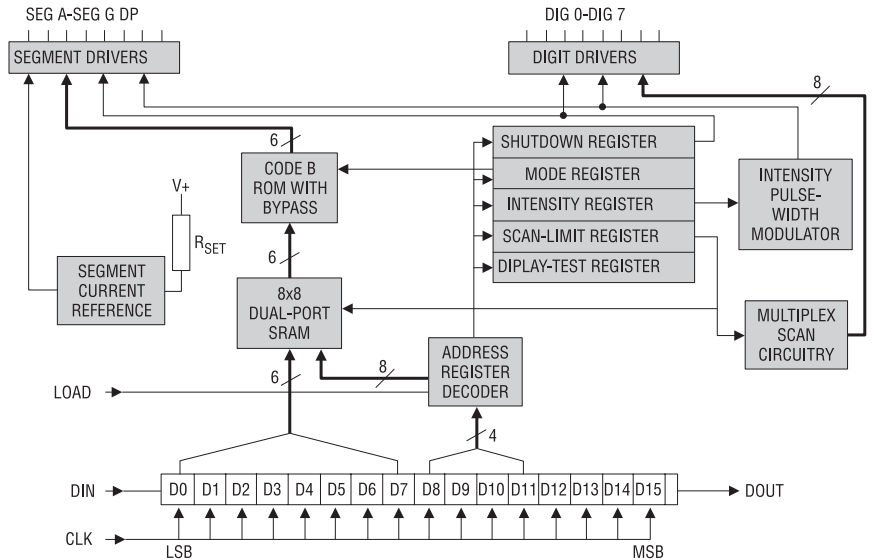 SEG A-SEG G DP
DIG 0-DIG 7
SEGMENT DRIVERS
DIGIT DRIVERS
8
6
CODE B
ROM WITH
BYPASS
SHUTDOWN REGISTER
MODE REGISTER
INTENSITY REGISTER
SCAN-LIMIT REGISTER
DIPLAY-TEST REGISTER
INTENSITY
PULSE-
WIDTH
MODULATOR
V+
RSET
6
SEGMENT
CURRENT
REFERENCE
8x8
DUAL-PORT
SRAM
MULTIPLEX
SCAN
CIRCUITRY
ADDRESS
REGISTER
DECODER
6
8
LOAD
4
DIN
D0 D1 D2 D3 D4 D5 D6 D7 D8 D9 D10 D11 D12 D13 D14 D15
DOUT
CLK
LSB
MSB